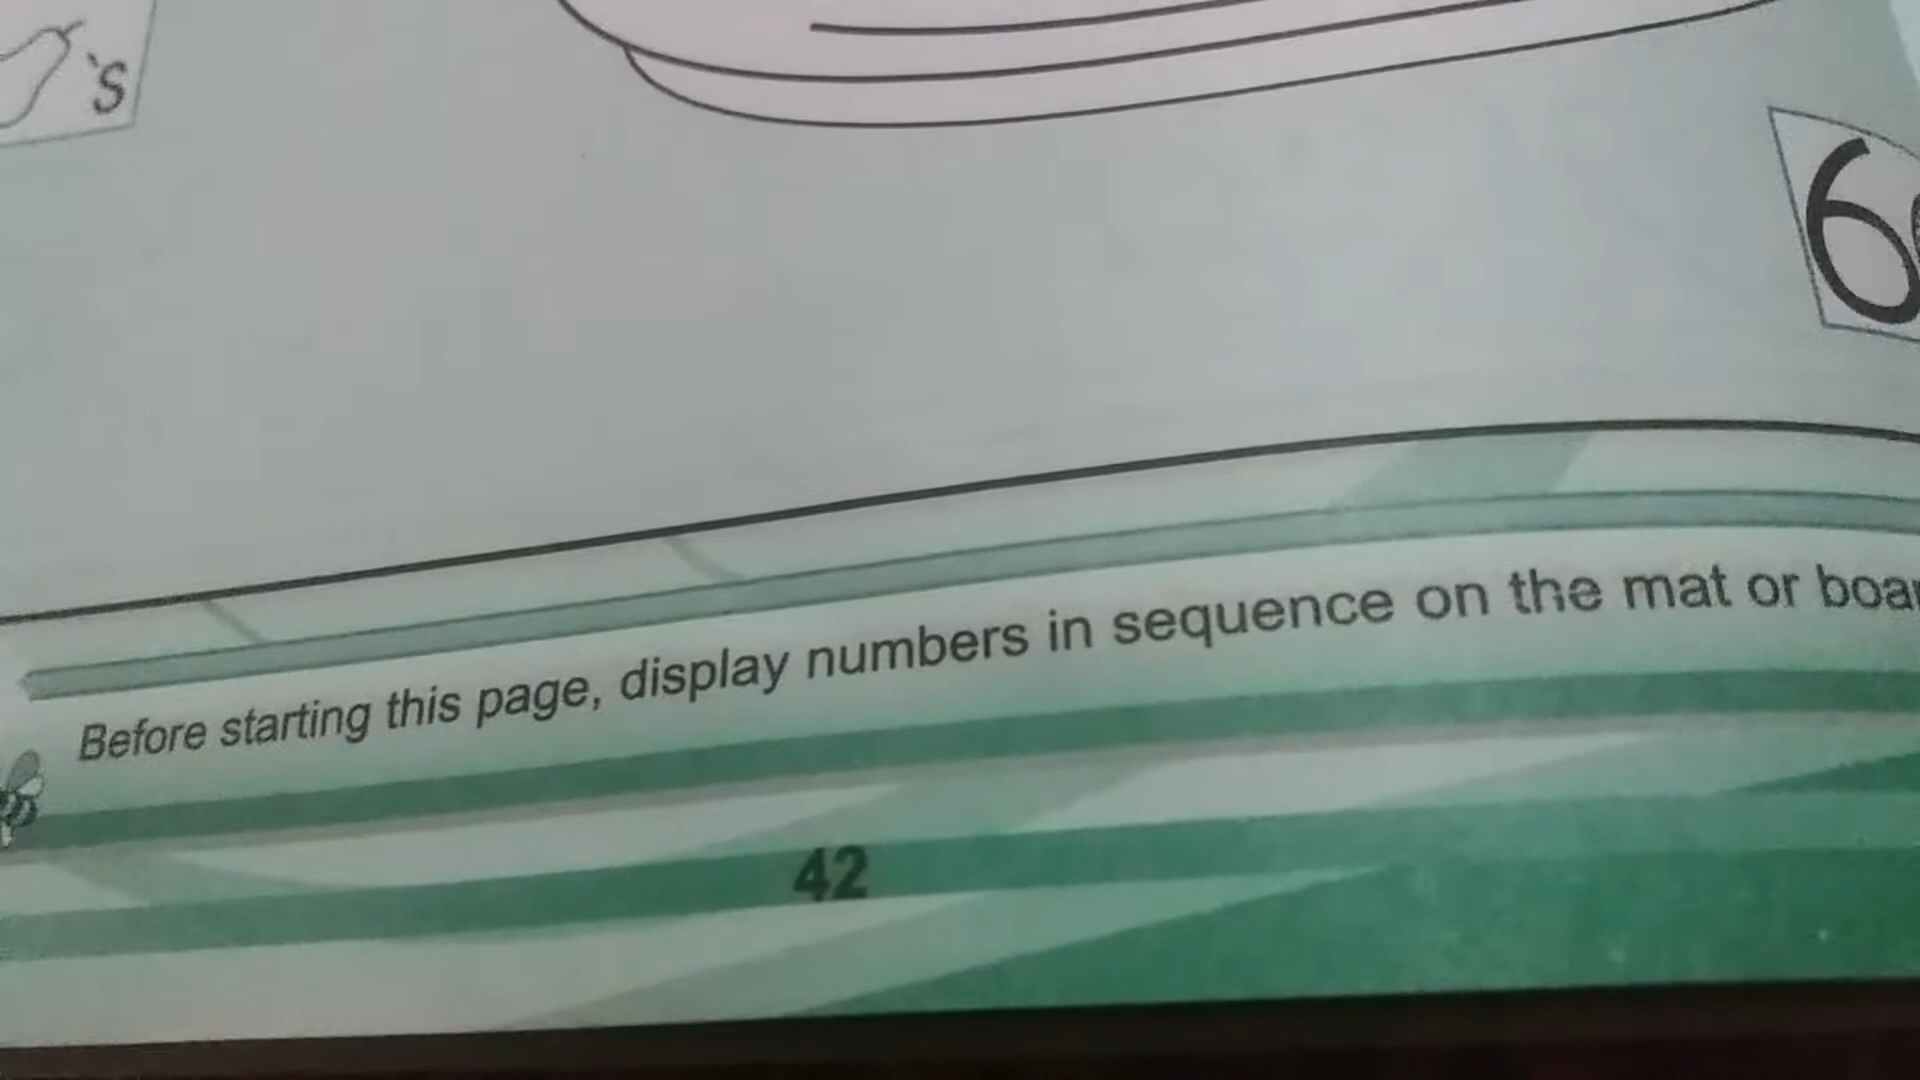 's
6
Before starting this page, display numbers in sequence on the mat or
42